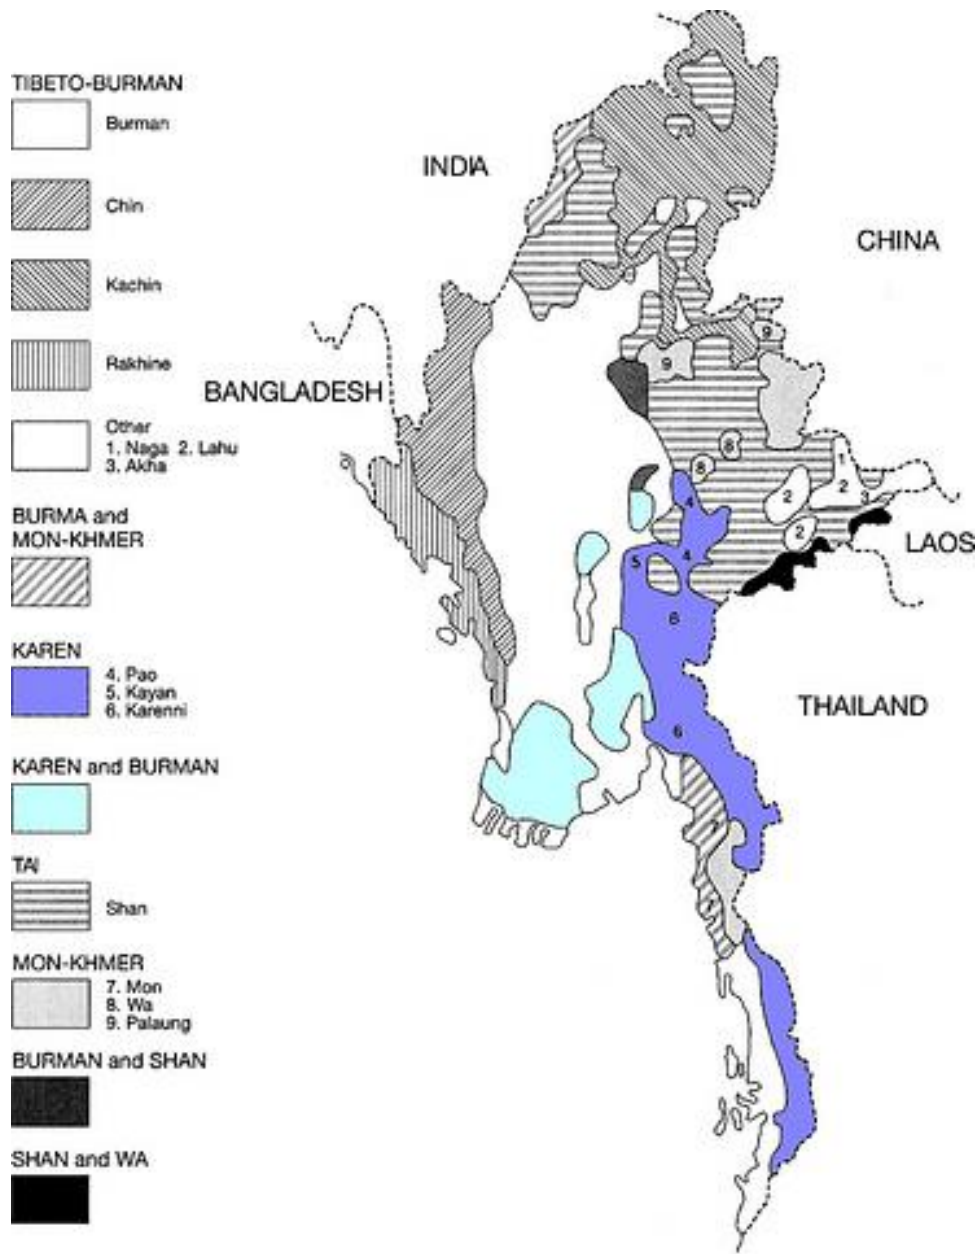 TIBETO-BURMAN
Burman
Chin
Kachin
Rakhine
Other
1. Naga 2. Lahu
3. Akha
BURMA and
MON-KHMER
KAREN
4. Pao
5. Kayan
6. Karenni
KAREN and BURMAN
TAI
Shan
MON-KHMER
7. Mon
8. Wa
9. Palaung
BURMAN and SHAN
SHAN and WA
INDIA
CHINA
BANGLADESH
LAOS
THAILAND
1
9
9
8
8
1
2
2
3
2
4
4
5
6
6
7